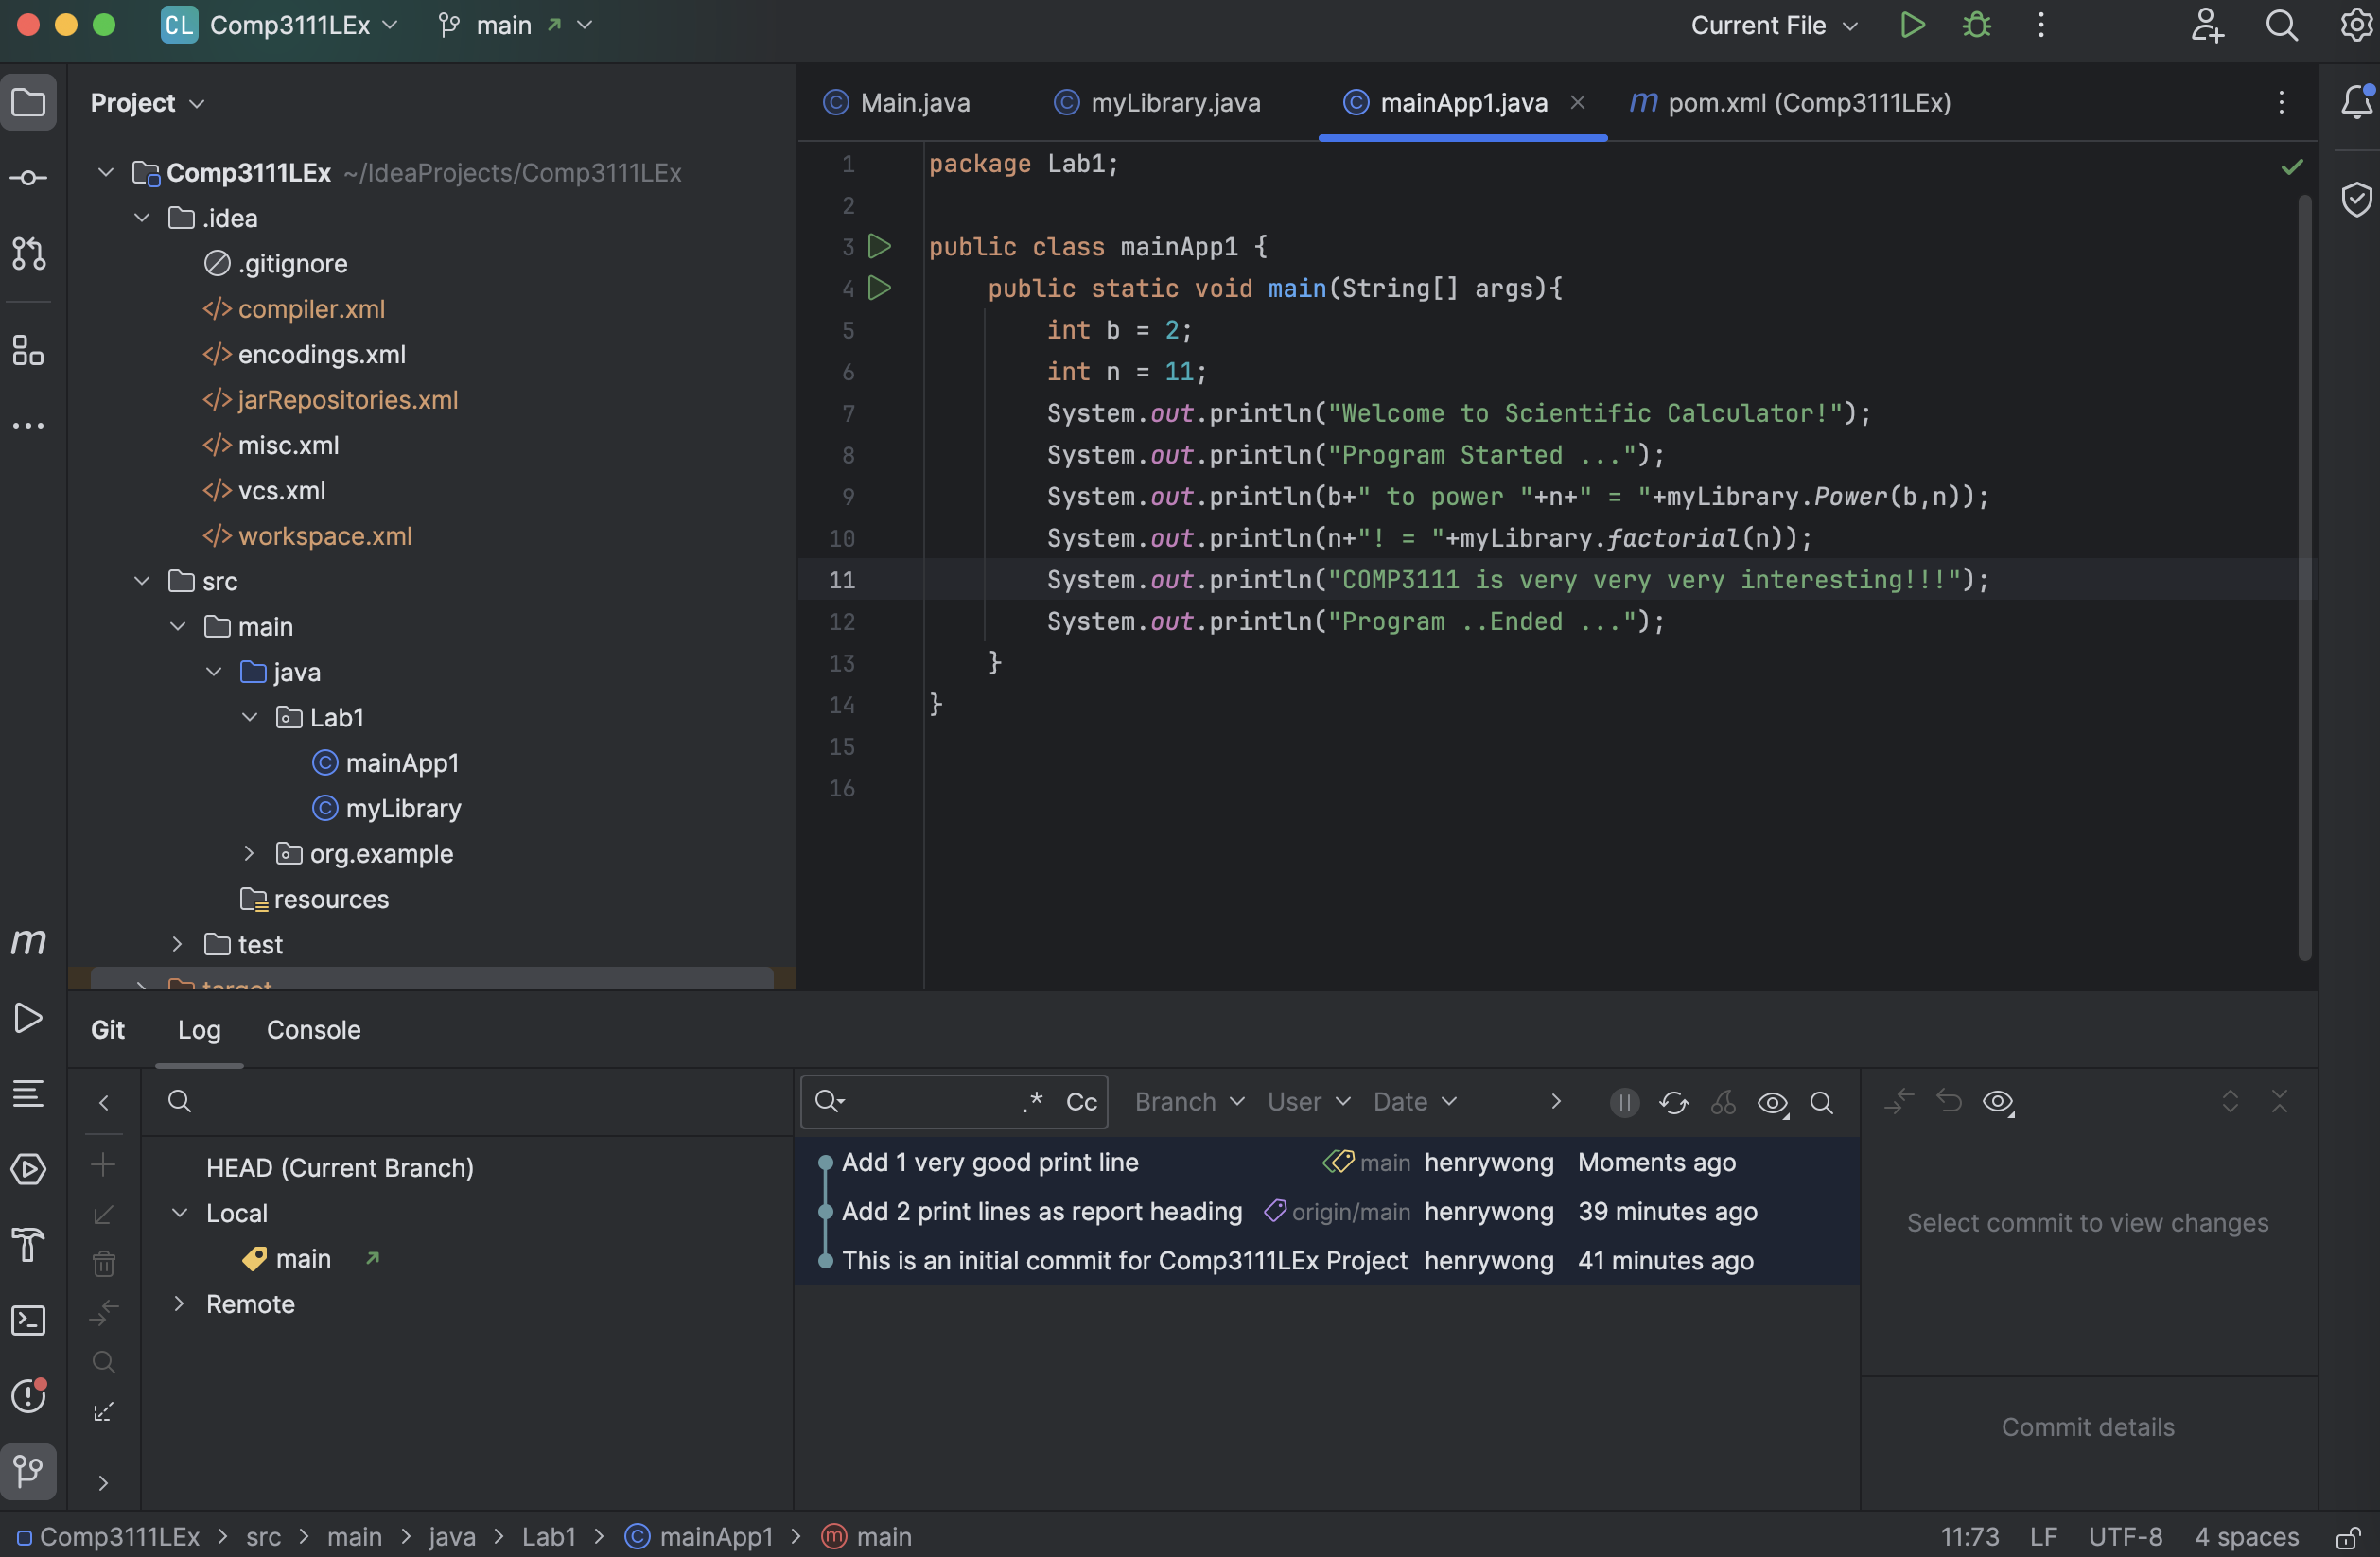 CL Comp3111LEx main Current File
Project
Main.java myLibrary.java mainApp1.java m pom.xml (Comp3111LEx)
Comp3111LEx ~/IdeaProjects/Comp3111LEx
.idea
.gitignore
</> compiler.xml
</> encodings.xml
</> jarRepositories.xml
</> misc.xml
</> vcs.xml
</> workspace.xml
src
main
java
Lab1
mainApp1
myLibrary
org.example
resources
test
target
1 package Lab1;
2
3 public class mainApp1 {
4 public static void main(String[] args){
5 int b = 2;
6 int n = 11;
7 System.out.println("Welcome to Scientific Calculator!");
8 System.out.println("Program Started ...");
9 System.out.println(b+" to power "+n+" = "+myLibrary.Power(b,n));
10 System.out.println(n+"! = "+myLibrary.factorial(n));
11 System.out.println("COMP3111 is very very very interesting!!!");
12 System.out.println("Program ..Ended ...");
13 }
14 }
15
16
m
Git Log Console
.* Cc Branch User Date
HEAD (Current Branch)
Local
main
Remote
Add 1 very good print line main henrywong Moments ago
Add 2 print lines as report heading origin/main henrywong 39 minutes ago
This is an initial commit for Comp3111LEx Project henrywong 41 minutes ago
Select commit to view changes
Commit details
Comp3111LEx > src > main > java > Lab1 > mainApp1 > main 11:73 LF UTF-8 4 spaces